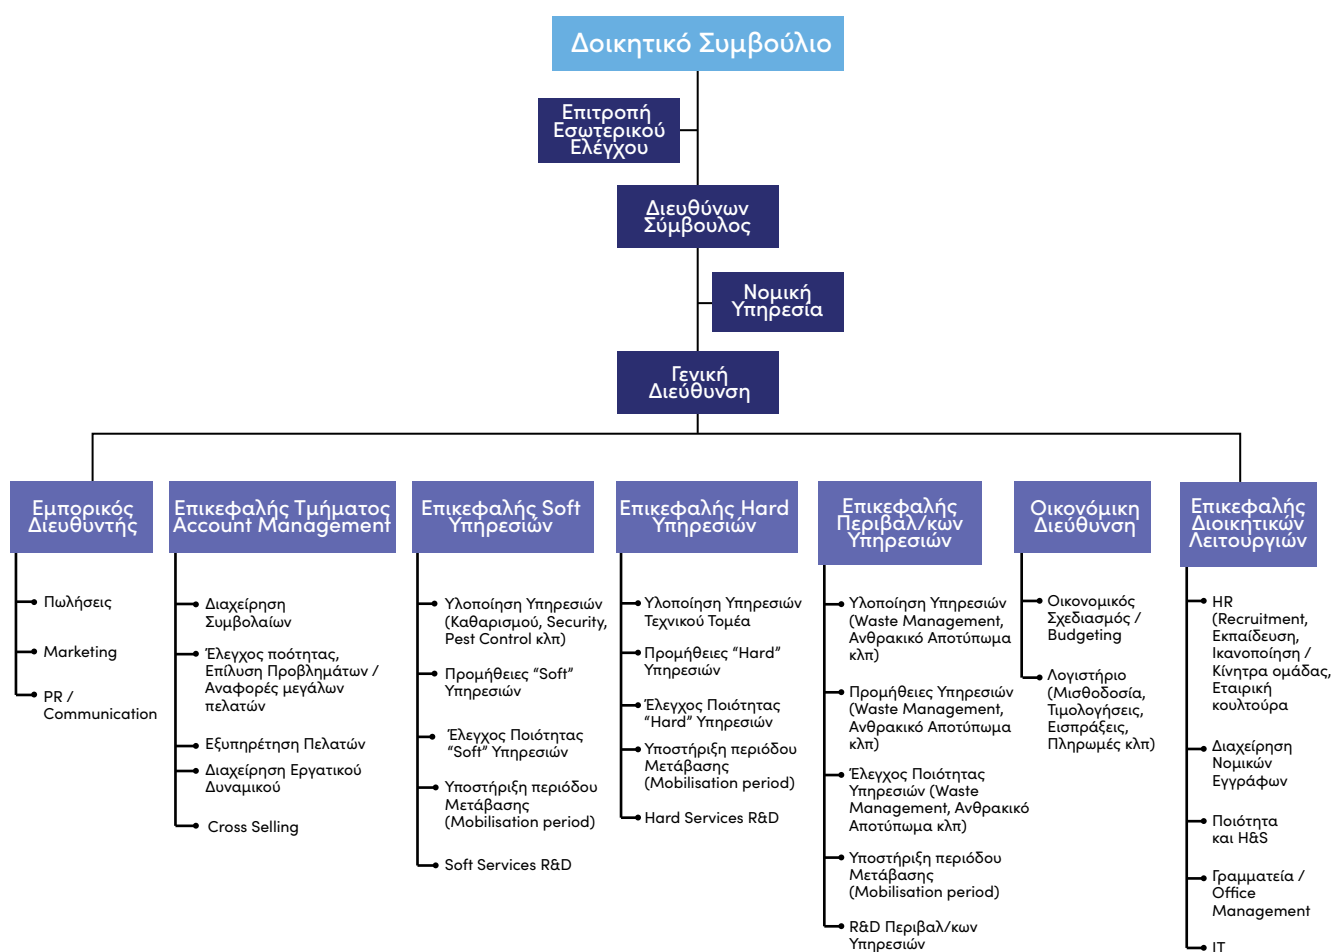 Δοικητικό Συμβούλιο
Επιτροπή
Εσωτερικού
Ελέγχου
Διευθύνων
Σύμβουλος
Νομική
Υπηρεσία
Γενική
Διεύθυνση
Εμπορικός
Διευθυντής
Πωλήσεις
Marketing
PR /
Communication
Επικεφαλής Τμήματος
Account Management
Διαχείρηση
Συμβολαίων
Έλεγχος ποότητας,
Επίλυση Προβλημάτων /
Αναφορές μεγάλων
πελατών
Εξυπηρέτηση Πελατών
Διαχείρηση Εργατικού
Δυναμικού
Cross Selling
Επικεφαλής Soft
Υπηρεσιών
Υλοποίηση Υπηρεσιών
(Καθαρισμού, Security,
Pest Control κλπ)
Προμήθειες “Soft”
Υπηρεσιών
Έλεγχος Ποιότητας
“Soft” Υπηρεσιών
Υποστήριξη περιόδου
Μετάβασης
(Mobilisation period)
Soft Services R&D
Επικεφαλής Hard
Υπηρεσιών
Υλοποίηση Υπηρεσιών
Τεχνικού Τομέα
Προμήθειες “Hard”
Υπηρεσιών
Έλεγχος Ποιότητας
“Hard” Υπηρεσιών
Υποστήριξη περιόδου
Μετάβασης
(Mobilisation period)
Hard Services R&D
Επικεφαλής
Περιβαλ/κων
Υπηρεσιών
Υλοποίηση Υπηρεσιών
(Waste Management,
Ανθρακικό Αποτύπωμα
κλπ)
Προμήθειες Υπηρεσιών
(Waste Management,
Ανθρακικό Αποτύπωμα
κλπ)
Έλεγχος Ποιότητας
Υπηρεσιών (Waste
Management, Ανθρακικό
Αποτύπωμα κλπ)
Υποστήριξη περιόδου
Μετάβασης
(Mobilisation period)
R&D Περιβαλ/κων
Υπηρεσιών
Οικονόμικη
Διεύθυνση
Οικονομικός
Σχεδιασμός /
Budgeting
Λογιστήριο
(Μισθοδοσία,
Τιμολογήσεις,
Εισπράξεις,
Πληρωμές κλπ)
Επικεφαλής
Διοικητικών
Λειτουργιών
HR
(Recruitment,
Εκπαίδευση,
Ικανοποίηση /
Κίνητρα ομάδας,
Εταιρική
κουλτούρα
Διαχείρηση
Νομικών
Εγγράφων
Ποιότητα
και H&S
Γραμματεία /
Office
Management
IT